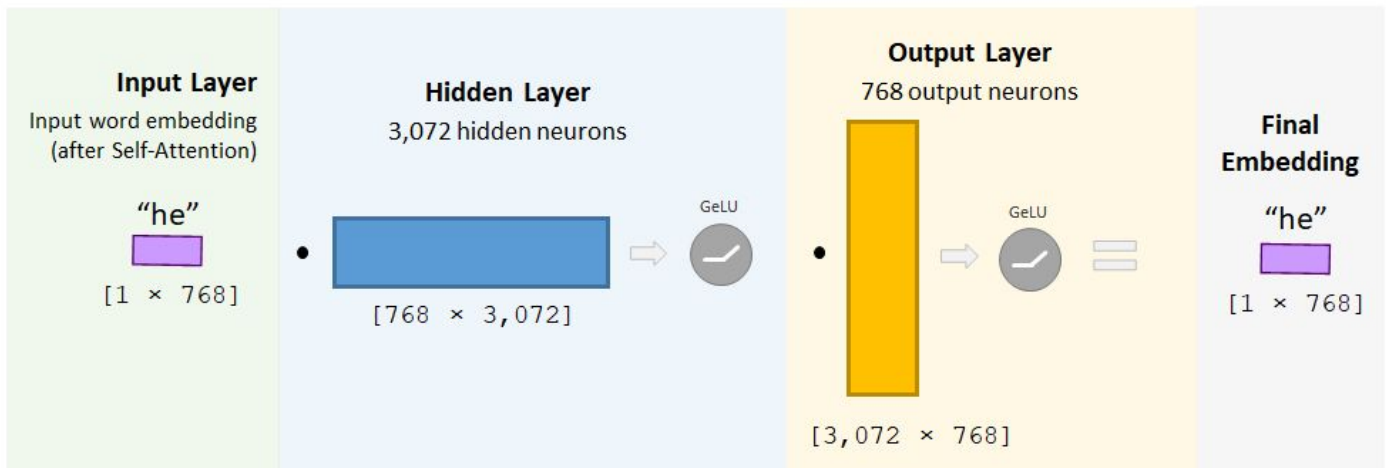 Input Layer
Input word embedding
(after Self-Attention)
“he”
[1 × 768]
Hidden Layer
3,072 hidden neurons
GeLU
[768 × 3,072]
Output Layer
768 output neurons
GeLU
[3,072 × 768]
Final
Embedding
“he”
[1 × 768]